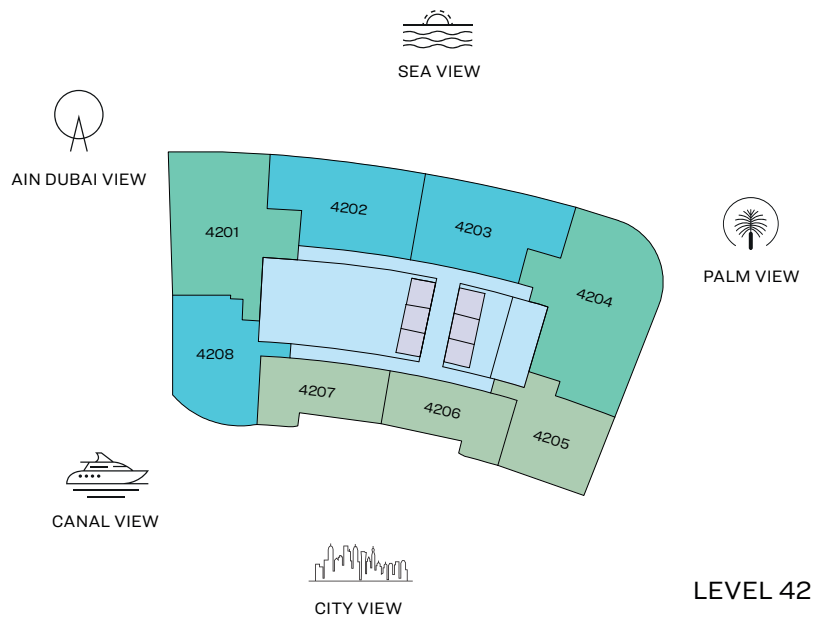 SEA VIEW
AIN DUBAI VIEW
4202
4201
4203
PALM VIEW
4204
4208
4207
4206
4205
CANAL VIEW
LEVEL 42
CITY VIEW